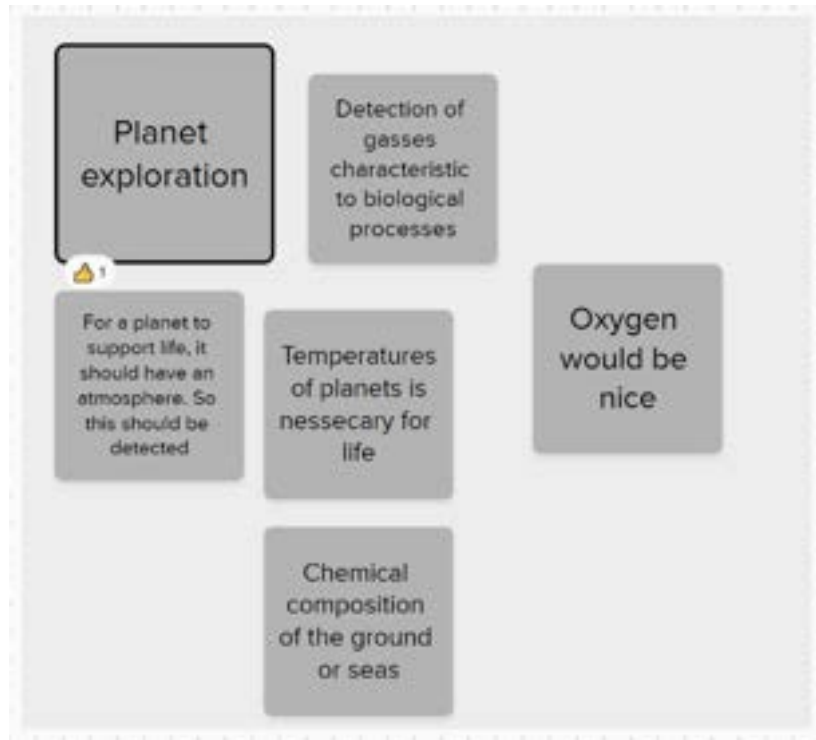 Planet
exploration
1
Detection of
gasses
characteristic
to biological
processes
For a planet to
support life, it
should have an
atmosphere. So
this should be
detected
Temperatures
of planets is
nessecary for
life
Oxygen
would be
nice
Chemical
composition
of the ground
or seas